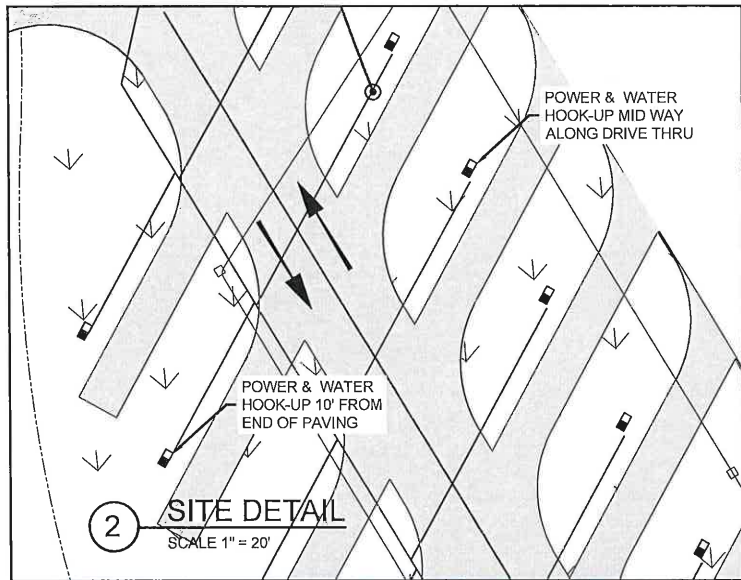 POWER & WATER
HOOK-UP MID WAY
ALONG DRIVE THRU
POWER & WATER
HOOK-UP 10' FROM
END OF PAVING
2
SITE DETAIL
SCALE 1" = 20'